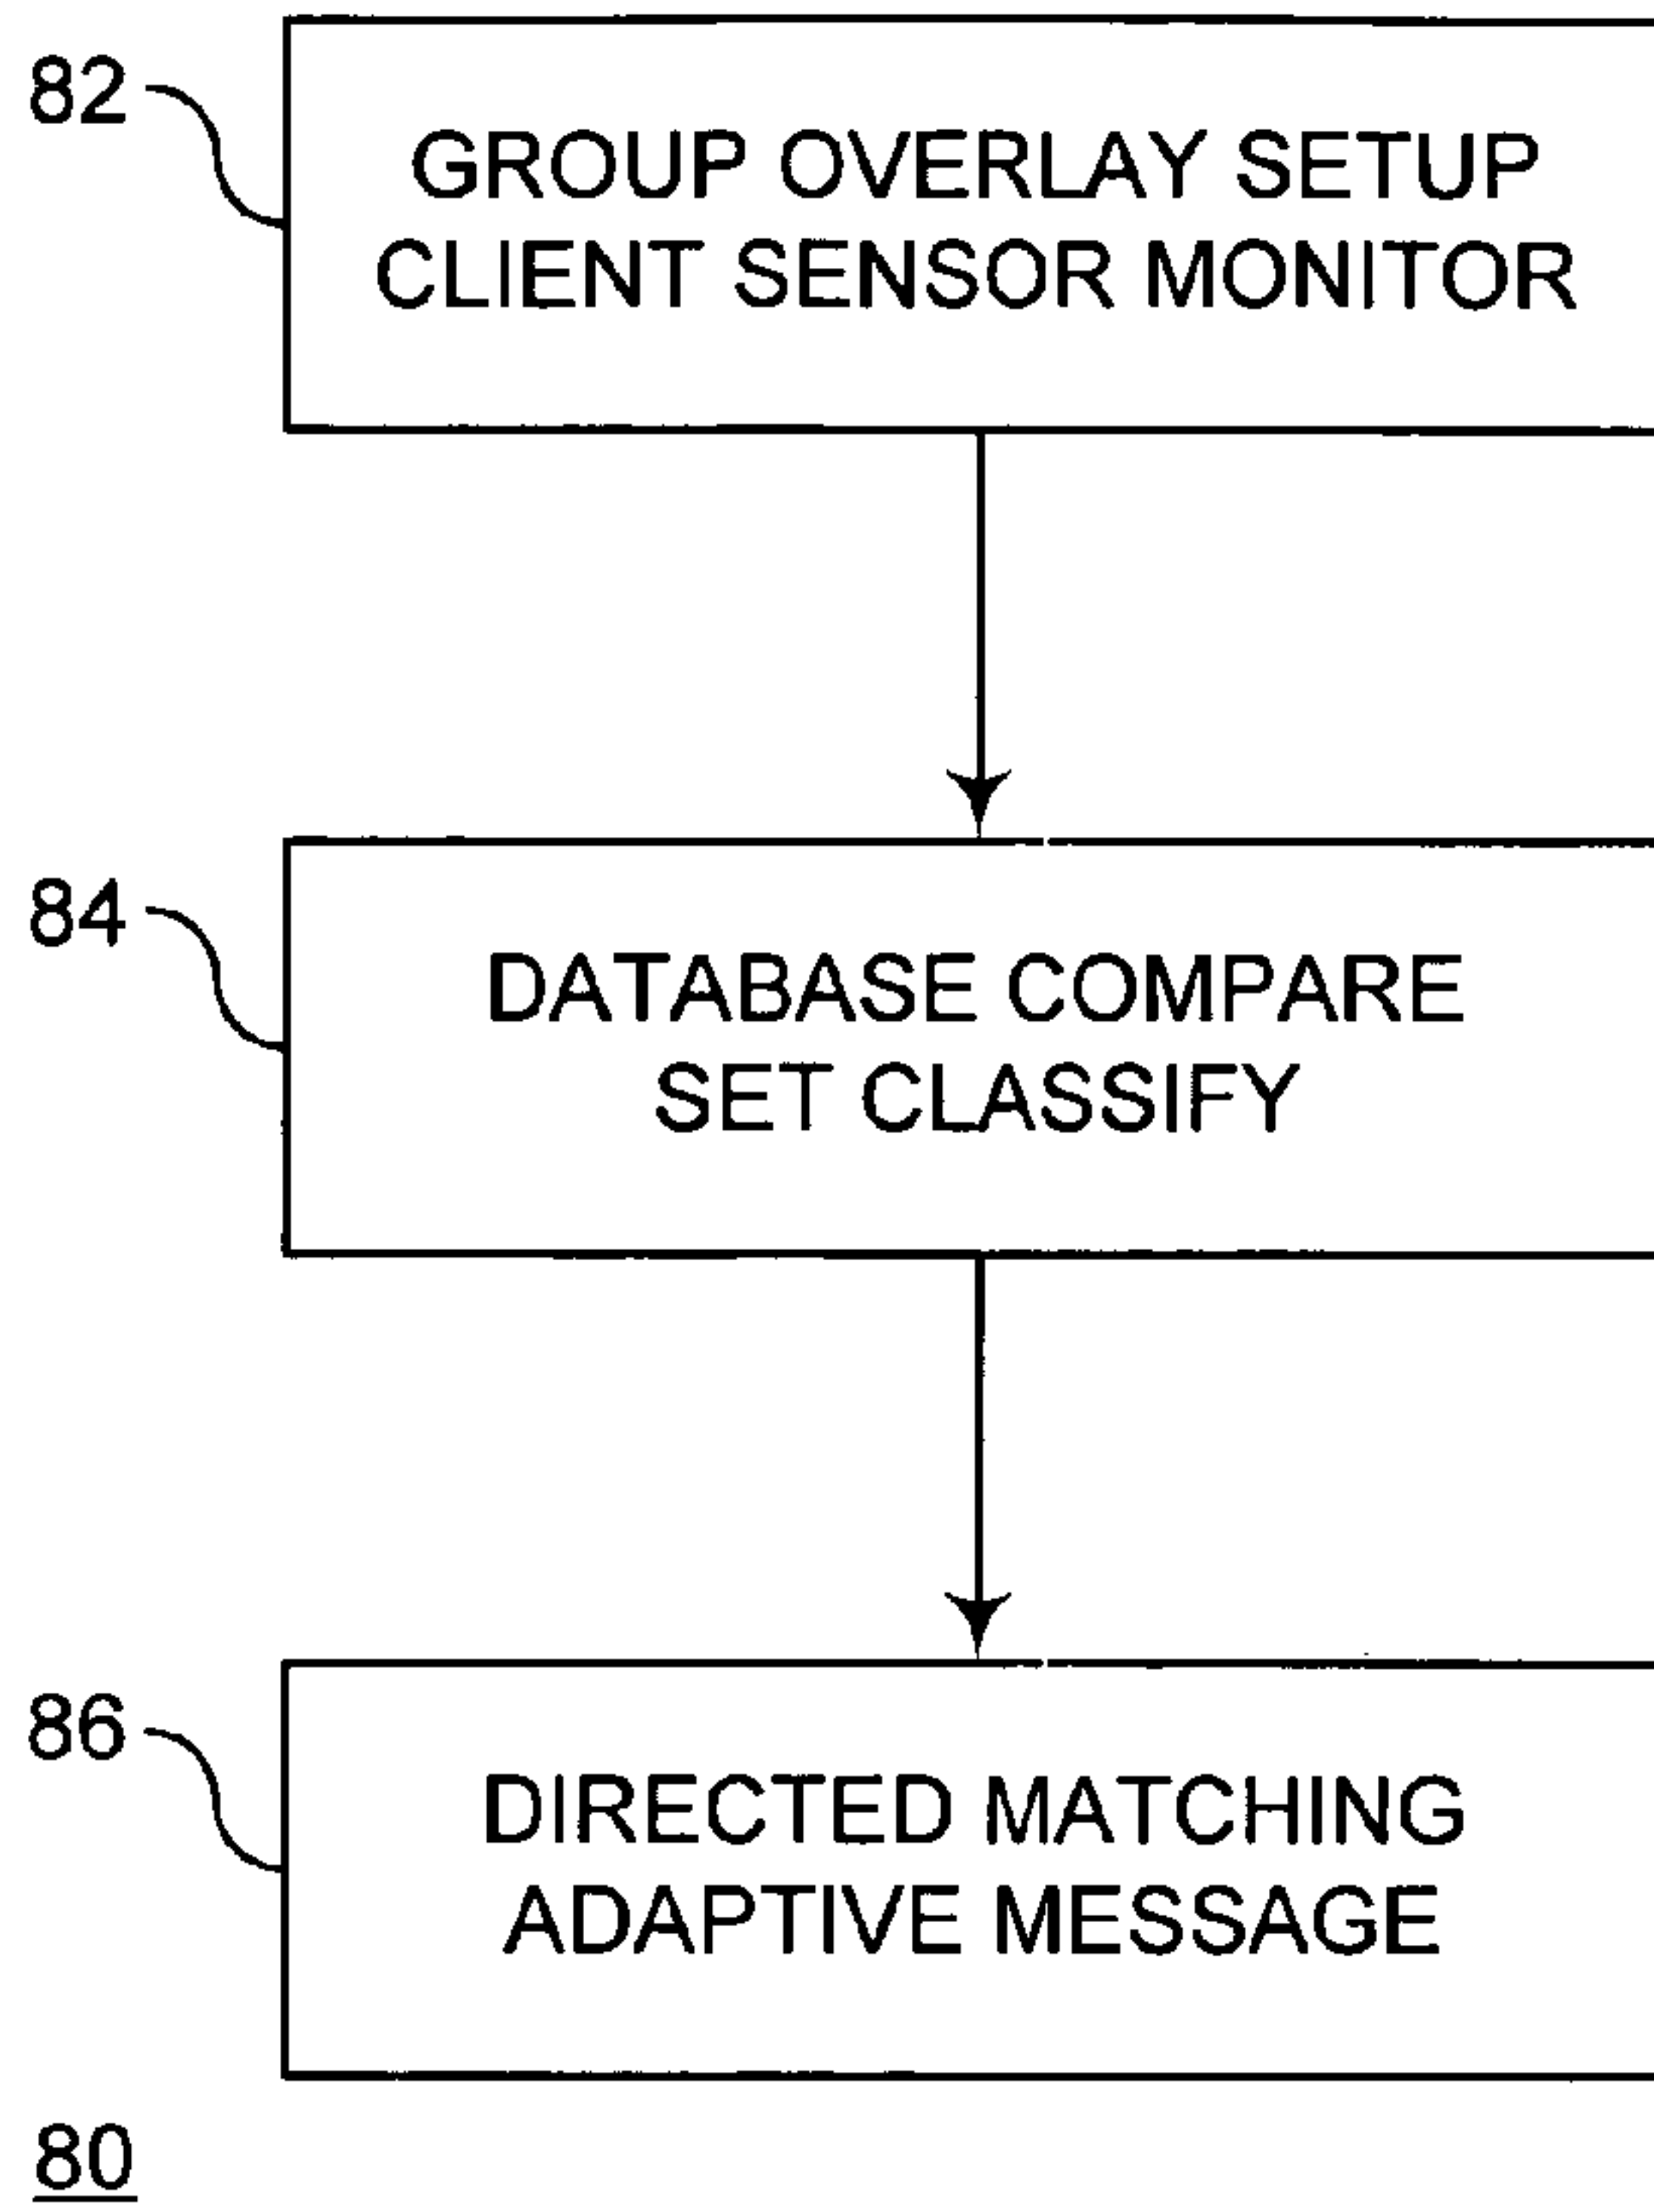 82
GROUP OVERLAY SETUP
CLIENT SENSOR MONITOR
84
DATABASE COMPARE
SET CLASSIFY
86
DIRECTED MATCHING
ADAPTIVE MESSAGE
80